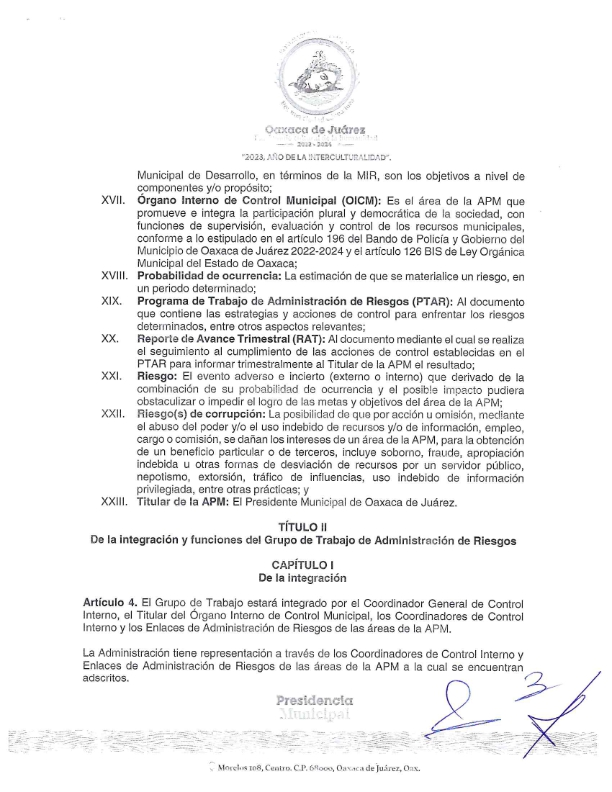 Oaxaca de Juárez
2022 - 2024
"2023, AÑO DE LA INTERCULTURALIDAD".
Municipal de Desarrollo, en términos de la MIR, son los objetivos a nivel de
componentes y/o propósito;
XVII. Órgano Interno de Control Municipal (OICM): Es el área de la APM que
promueve e integra la participación plural y democrática de la sociedad, con
funciones de supervisión, evaluación y control de los recursos municipales,
conforme a lo estipulado en el artículo 196 del Bando de Policía y Gobierno del
Municipio de Oaxaca de Juárez 2022-2024 y el artículo 126 BIS de Ley Orgánica
Municipal del Estado de Oaxaca;
XVIII. Probabilidad de ocurrencia: La estimación de que se materialice un riesgo, en
un periodo determinado;
XIX. Programa de Trabajo de Administración de Riesgos (PTAR): Al documento
que contiene las estrategias y acciones de control para enfrentar los riesgos
determinados, entre otros aspectos relevantes;
XX. Reporte de Avance Trimestral (RAT): Al documento mediante el cual se realiza
el seguimiento al cumplimiento de las acciones de control establecidas en el
PTAR para informar trimestralmente al Titular de la APM el resultado;
XXI. Riesgo: El evento adverso e incierto (externo o interno) que derivado de la
combinación de su probabilidad de ocurrencia y el posible impacto pudiera
obstaculizar o impedir el logro de las metas y objetivos del área de la APM;
XXII. Riesgo(s) de corrupción: La posibilidad de que por acción u omisión, mediante
el abuso del poder y/o el uso indebido de recursos y/o de información, empleo,
cargo o comisión, se dañan los intereses de un área de la APM, para la obtención
de un beneficio particular o de terceros, incluye soborno, fraude, apropiación
indebida u otras formas de desviación de recursos por un servidor público,
nepotismo, extorsión, tráfico de influencias, uso indebido de información
privilegiada, entre otras prácticas; y
XXIII. Titular de la APM: El Presidente Municipal de Oaxaca de Juárez.
TÍTULO II
De la integración y funciones del Grupo de Trabajo de Administración de Riesgos
CAPÍTULO I
De la integración
Artículo 4. El Grupo de Trabajo estará integrado por el Coordinador General de Control
Interno, el Titular del Órgano Interno de Control Municipal, los Coordinadores de Control
Interno y los Enlaces de Administración de Riesgos de las áreas de la APM.
La Administración tiene representación a través de los Coordinadores de Control Interno y
Enlaces de Administración de Riesgos de las áreas de la APM a la cual se encuentran
adscritos.
Presidencia
Municipal
3
Morelos 108, Centro. C.P. 68000, Oaxaca de Juárez, Oax.